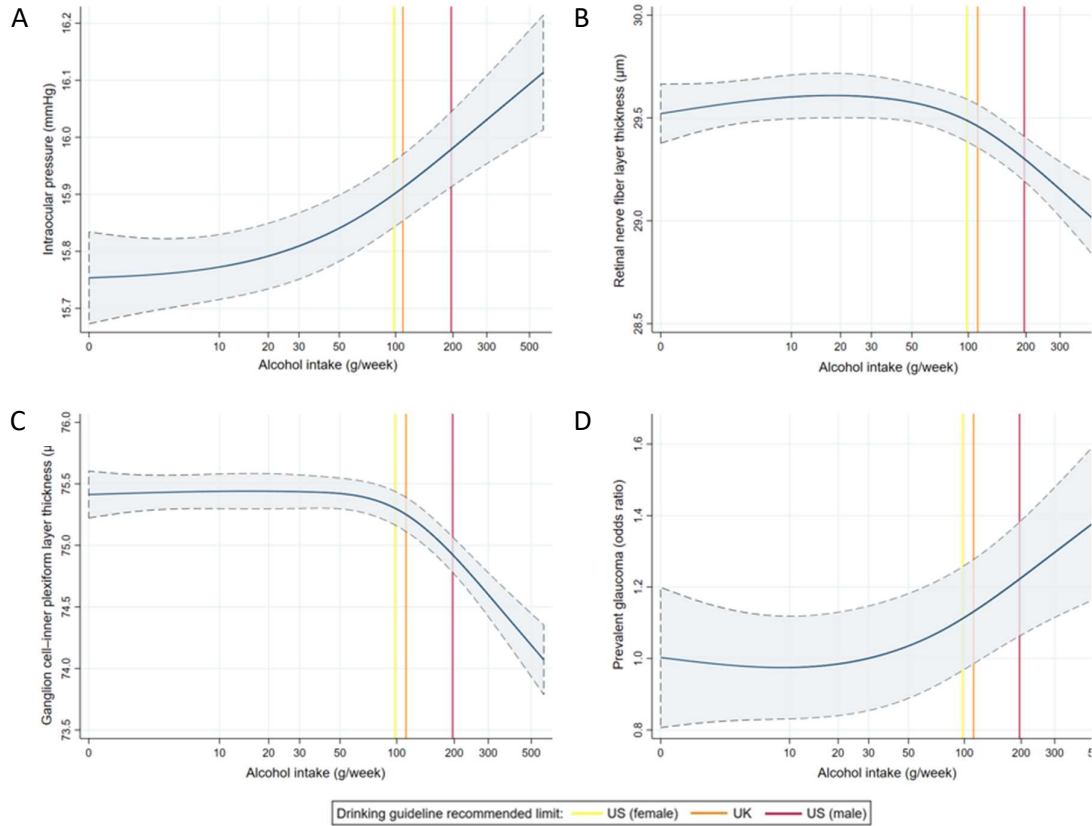 A
Intraocular pressure (mmHg)
16.2
16.1
16.0
15.9
15.8
15.7
0 10 20 30 50 100 200 300 500
Alcohol intake (g/week)
B
Retinal nerve fiber layer thickness (μm)
30.0
29.5
29.0
28.5
0 10 20 30 50 100 200 300
Alcohol intake (g/week)
C
Ganglion cell–inner plexiform layer thickness (μ
76.0
75.5
75.0
74.5
74.0
73.5
0 10 20 30 50 100 200 300 500
Alcohol intake (g/week)
D
Prevalent glaucoma (odds ratio)
1.6
1.4
1.2
1.0
0.8
0 10 20 30 50 100 200 300 5
Alcohol intake (g/week)
Drinking guideline recommended limit: US (female) UK US (male)